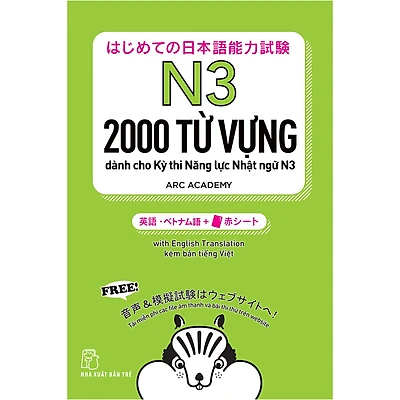 はじめての日本語能力試験
N3
2000 TỪ VỰNG
dành cho Kỳ thi Năng lực Nhật ngữ N3
ARC ACADEMY
英語・ベトナム語 + 赤シート
with English Translation
kèm bản tiếng Việt
FREE!
音声&模擬試験はウェブサイトへ!
Tải miễn phí các file âm thanh và bài thi thử trên website
NHÀ XUẤT BẢN TRẺ